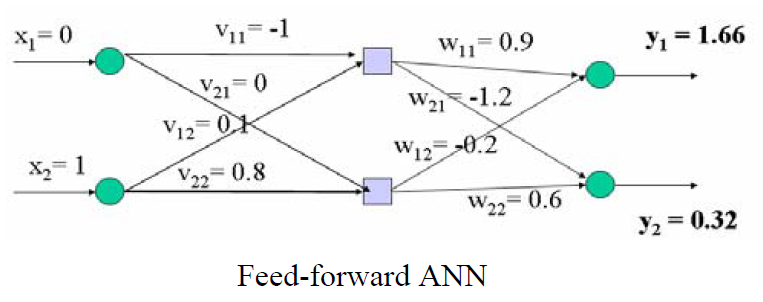 x₁= 0
v₁₁= -1
w₁₁= 0.9
y₁ = 1.66
v₂₁= 0
w₂₁= -1.2
v₁₂= 0.1
w₁₂= -0.2
x₂= 1
v₂₂= 0.8
w₂₂= 0.6
y₂ = 0.32
Feed-forward ANN